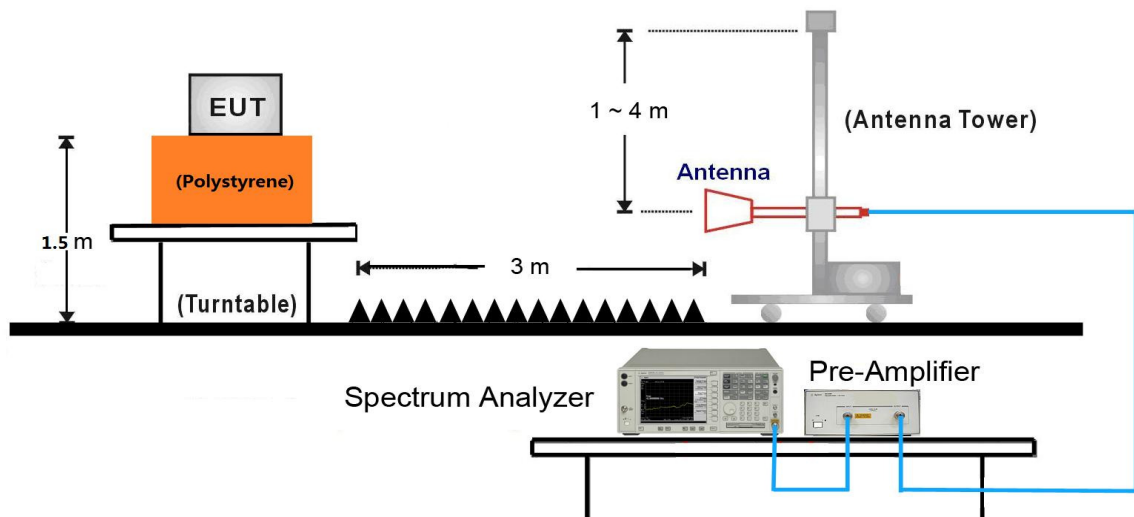 EUT
(Polystyrene)
1.5 m
(Turntable)
3 m
1 ~ 4 m
Antenna
(Antenna Tower)
Spectrum Analyzer
Pre-Amplifier